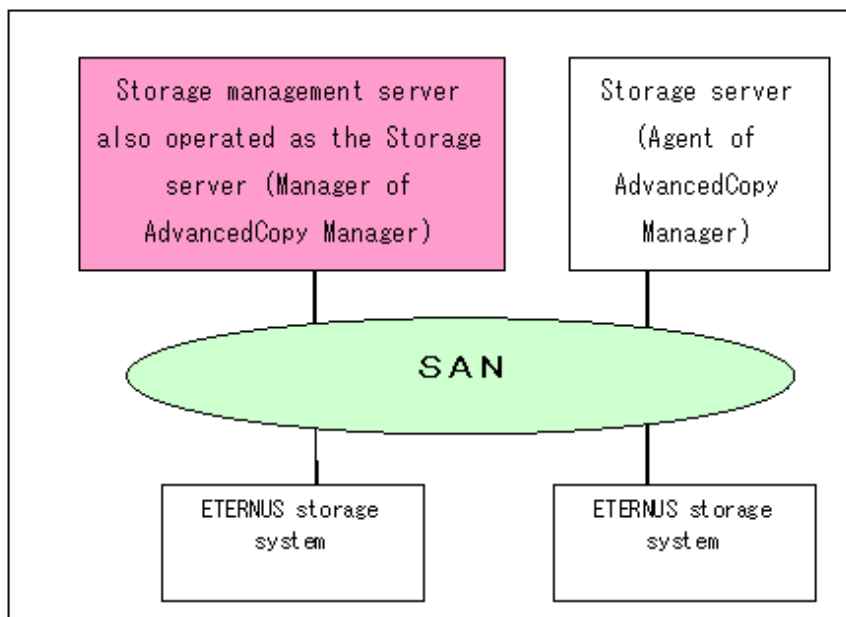 Storage management server
also operated as the Storage
server (Manager of
AdvancedCopy Manager)
Storage server
(Agent of
AdvancedCopy
Manager)
SAN
ETERNUS storage
system
ETERNUS storage
system